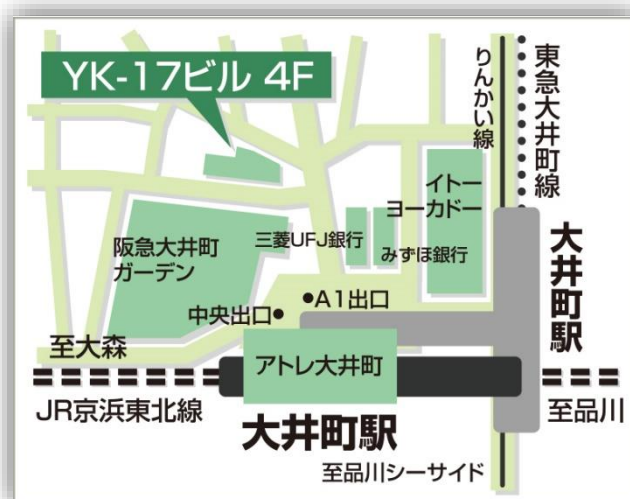 YK-17ビル 4F
りんかい線
東急大井町線
イトー
ヨーカドー
三菱UFJ銀行
みずほ銀行
阪急大井町
ガーデン
大井町駅
A1出口
中央出口
至大森
アトレ大井町
JR京浜東北線
大井町駅
至品川
至品川シーサイド